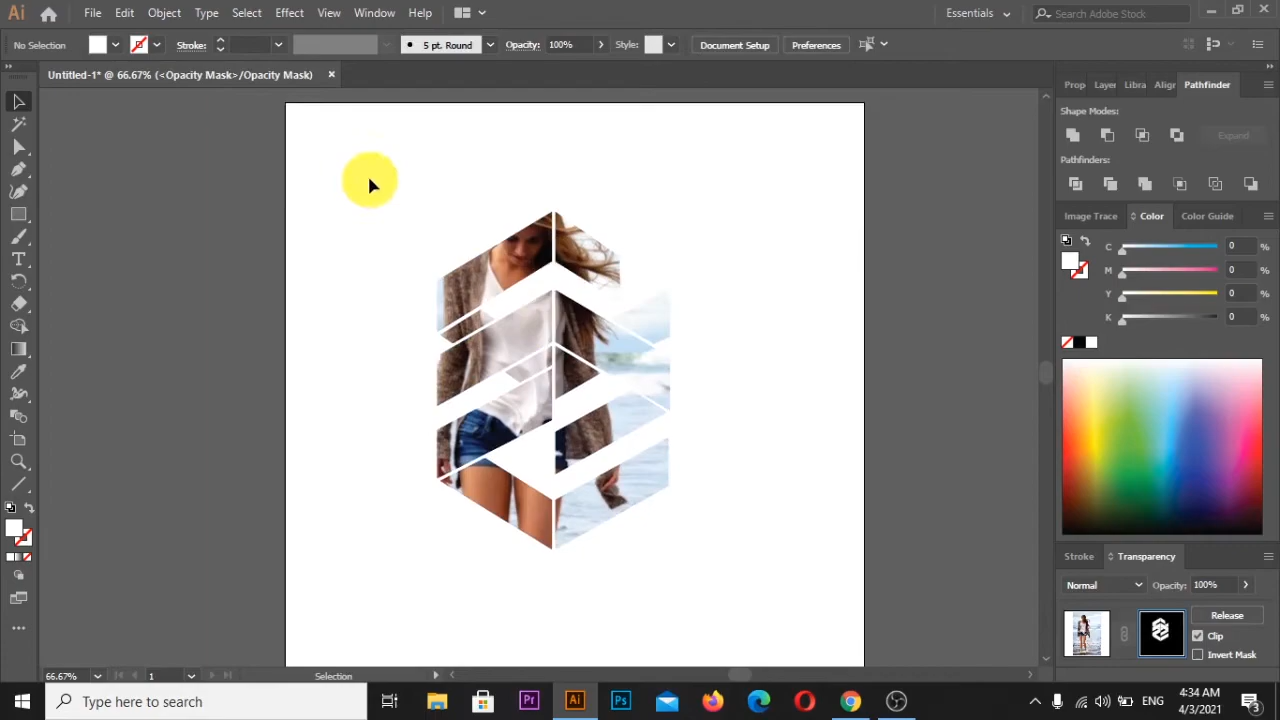 Ai File Edit Object Type Select Effect View Window Help Essentials Search Adobe Stock
No Selection Stroke: 5 pt. Round Opacity: 100% Style: Document Setup Preferences
Untitled-1* @ 66.67% (<Opacity Mask>/Opacity Mask) ×
Prop Layer Libra Align Pathfinder
Shape Modes:
Expand
Pathfinders:
Image Trace Color Color Guide
C 0 %
M 0 %
Y 0 %
K 0 %
Stroke Transparency
Normal Opacity: 100%
Release
Clip
Invert Mask
66.67% 1 Selection
Type here to search Pr Ai Ps ENG 4:34 AM
4/3/2021 3